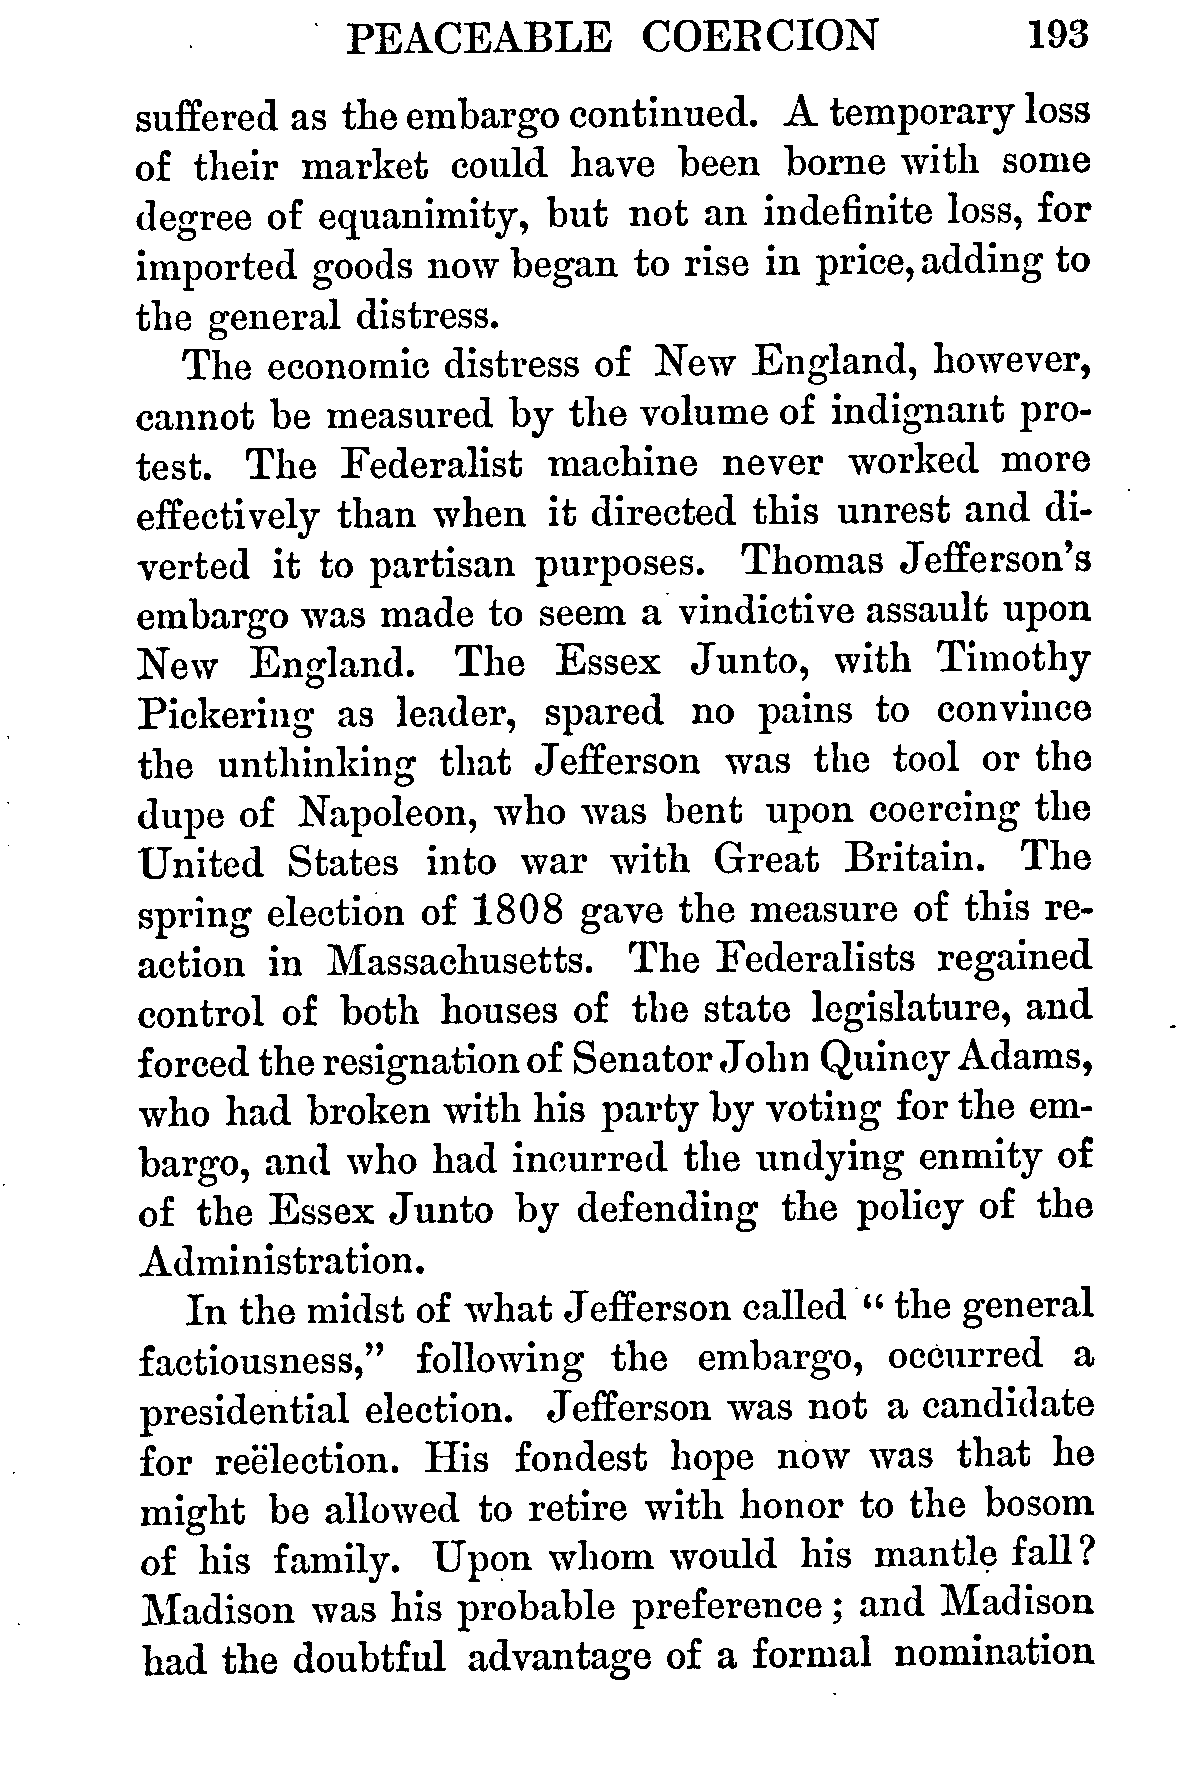 PEACEABLE COERCION 193
suffered as the embargo continued. A temporary loss
of their market could have been borne with some
degree of equanimity, but not an indefinite loss, for
imported goods now began to rise in price, adding to
the general distress.
The economic distress of New England, however,
cannot be measured by the volume of indignant pro-
test. The Federalist machine never worked more
effectively than when it directed this unrest and di-
verted it to partisan purposes. Thomas Jefferson's
embargo was made to seem a vindictive assault upon
New England. The Essex Junto, with Timothy
Pickering as leader, spared no pains to convince
the unthinking that Jefferson was the tool or the
dupe of Napoleon, who was bent upon coercing the
United States into war with Great Britain. The
spring election of 1808 gave the measure of this re-
action in Massachusetts. The Federalists regained
control of both houses of the state legislature, and
forced the resignation of Senator John Quincy Adams,
who had broken with his party by voting for the em-
bargo, and who had incurred the undying enmity of
of the Essex Junto by defending the policy of the
Administration.
In the midst of what Jefferson called “ the general
factiousness,” following the embargo, occurred a
presidential election. Jefferson was not a candidate
for reëlection. His fondest hope now was that he
might be allowed to retire with honor to the bosom
of his family. Upon whom would his mantle fall?
Madison was his probable preference ; and Madison
had the doubtful advantage of a formal nomination